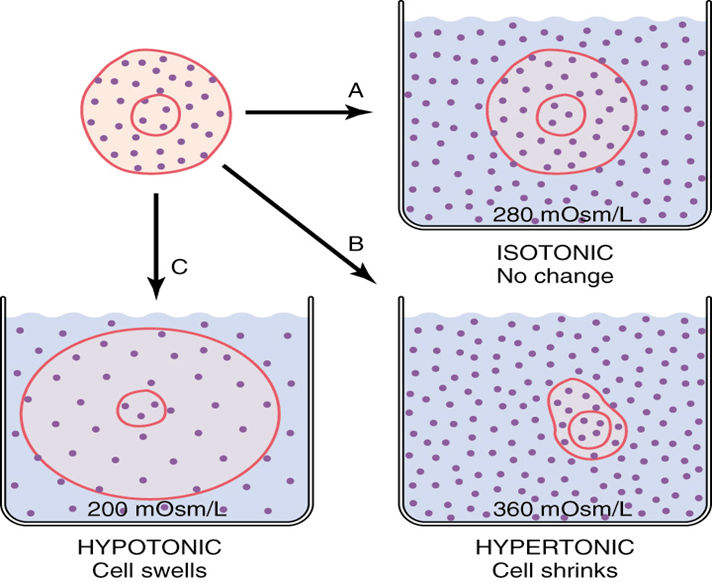 A
280 mOsm/L
ISOTONIC
No change
B
C
200 mOsm/L
HYPOTONIC
Cell swells
360 mOsm/L
HYPERTONIC
Cell shrinks